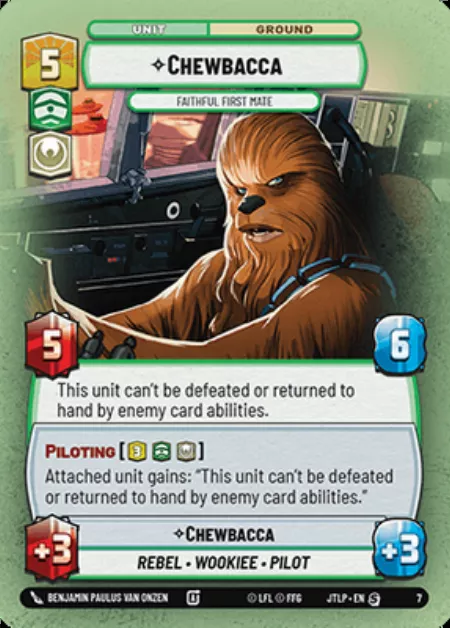 UNIT
GROUND
5
CHEWBACCA
FAITHFUL FIRST MATE
5
6
This unit can't be defeated or returned to
hand by enemy card abilities.
PILOTING [3]
Attached unit gains: "This unit can't be defeated
or returned to hand by enemy card abilities."
+3
CHEWBACCA
REBEL • WOOKIEE • PILOT
+3
BENJAMIN PAULUS VAN ONZEN
©LFL ©FFG
JTLP • EN
7